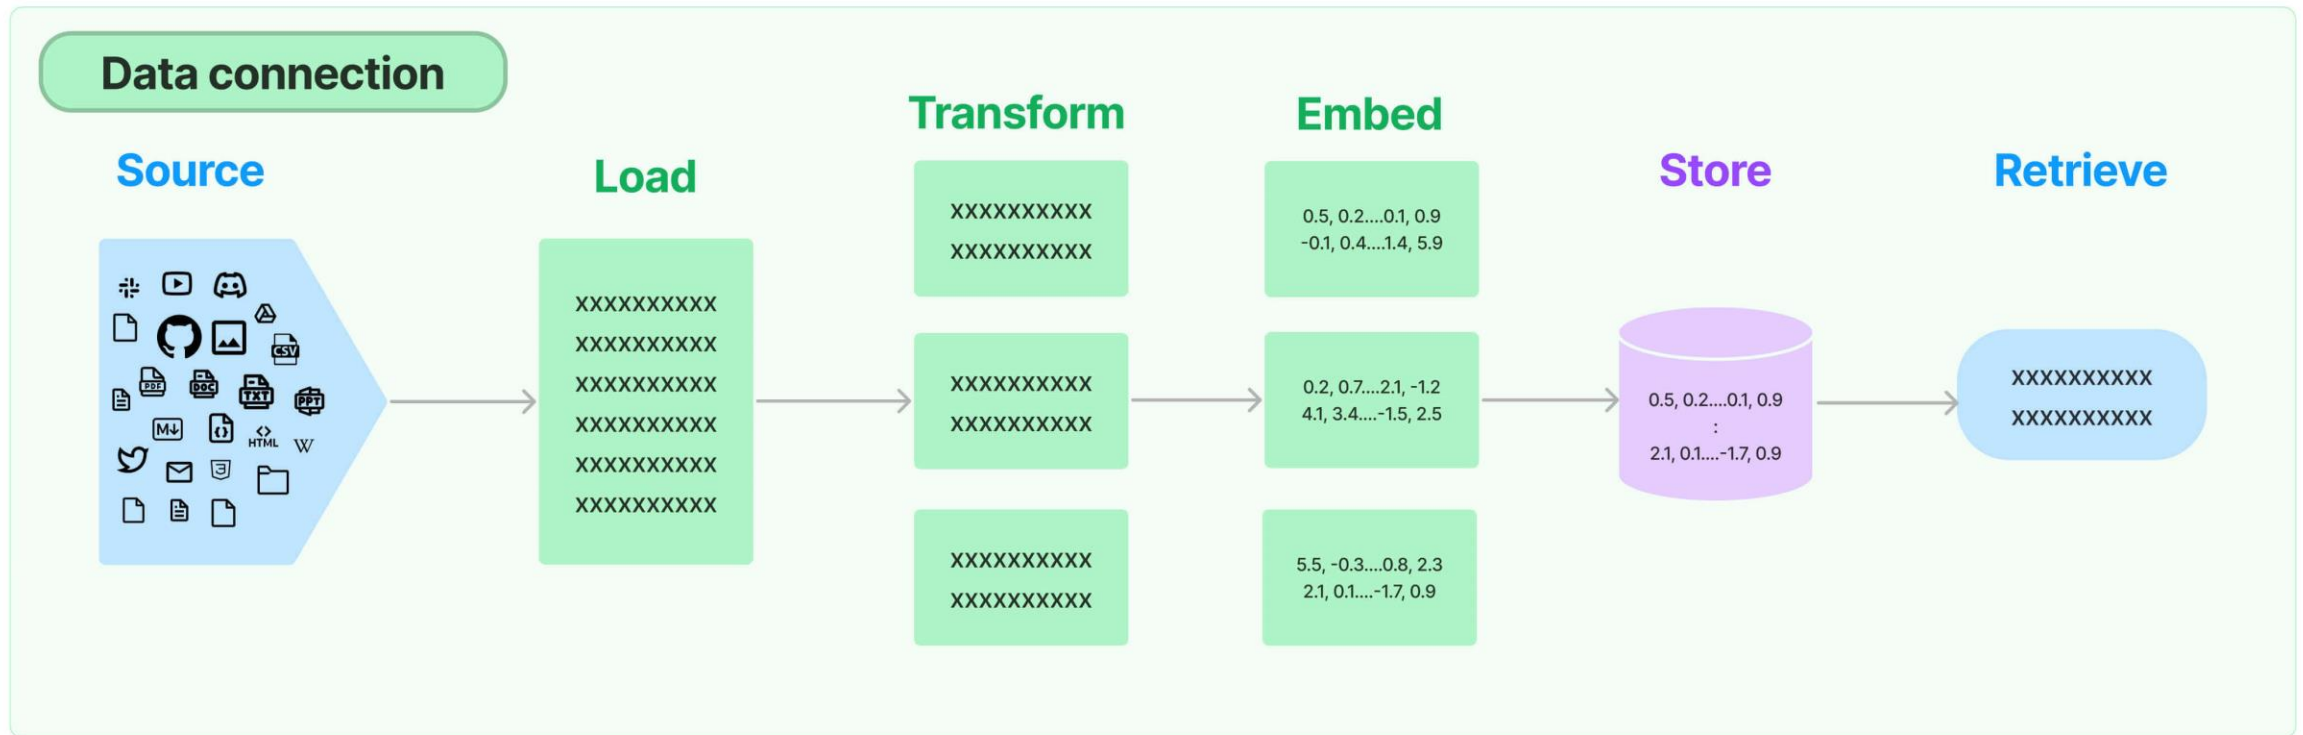 Data connection
Source
Load
Transform
Embed
Store
Retrieve
CSV
PDF
DOC
TXT
PPT
M
{}
<>
HTML
W
3
XXXXXXXXXX
XXXXXXXXXX
XXXXXXXXXX
XXXXXXXXXX
XXXXXXXXXX
XXXXXXXXXX
XXXXXXXXXX
XXXXXXXXXX
XXXXXXXXXX
XXXXXXXXXX
XXXXXXXXXX
XXXXXXXXXX
0.5, 0.2....0.1, 0.9
-0.1, 0.4....1.4, 5.9
0.2, 0.7....2.1, -1.2
4.1, 3.4....-1.5, 2.5
5.5, -0.3....0.8, 2.3
2.1, 0.1....-1.7, 0.9
0.5, 0.2....0.1, 0.9
:
2.1, 0.1....-1.7, 0.9
XXXXXXXXXX
XXXXXXXXXX